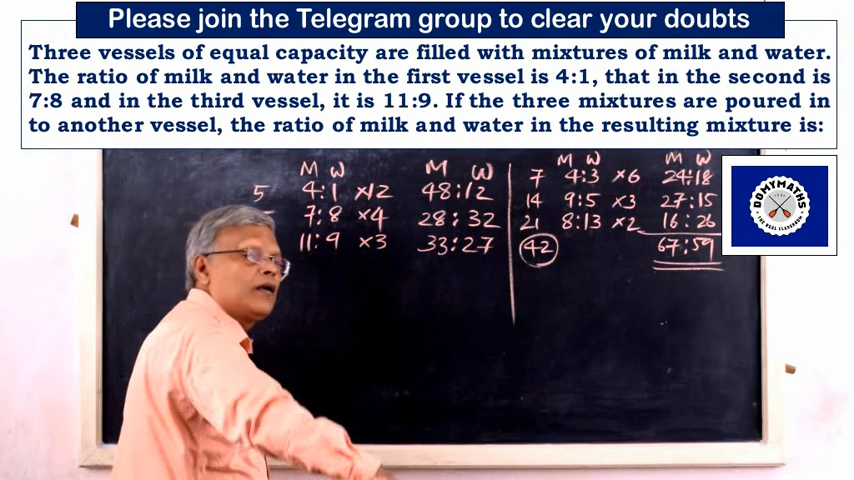 Please join the Telegram group to clear your doubts
Three vessels of equal capacity are filled with mixtures of milk and water.
The ratio of milk and water in the first vessel is 4:1, that in the second is
7:8 and in the third vessel, it is 11:9. If the three mixtures are poured in
to another vessel, the ratio of milk and water in the resulting mixture is:
M W M W
5 4:1 ×12 48:12
7:8 ×4 28:32
11:9 ×3 33:27
M W M W
7 4:3 ×6 24:18
14 9:5 ×3 27:15
21 8:13 ×2 16:26
42 67:59
DOMYMATHS
THE REAL CLASSROOM